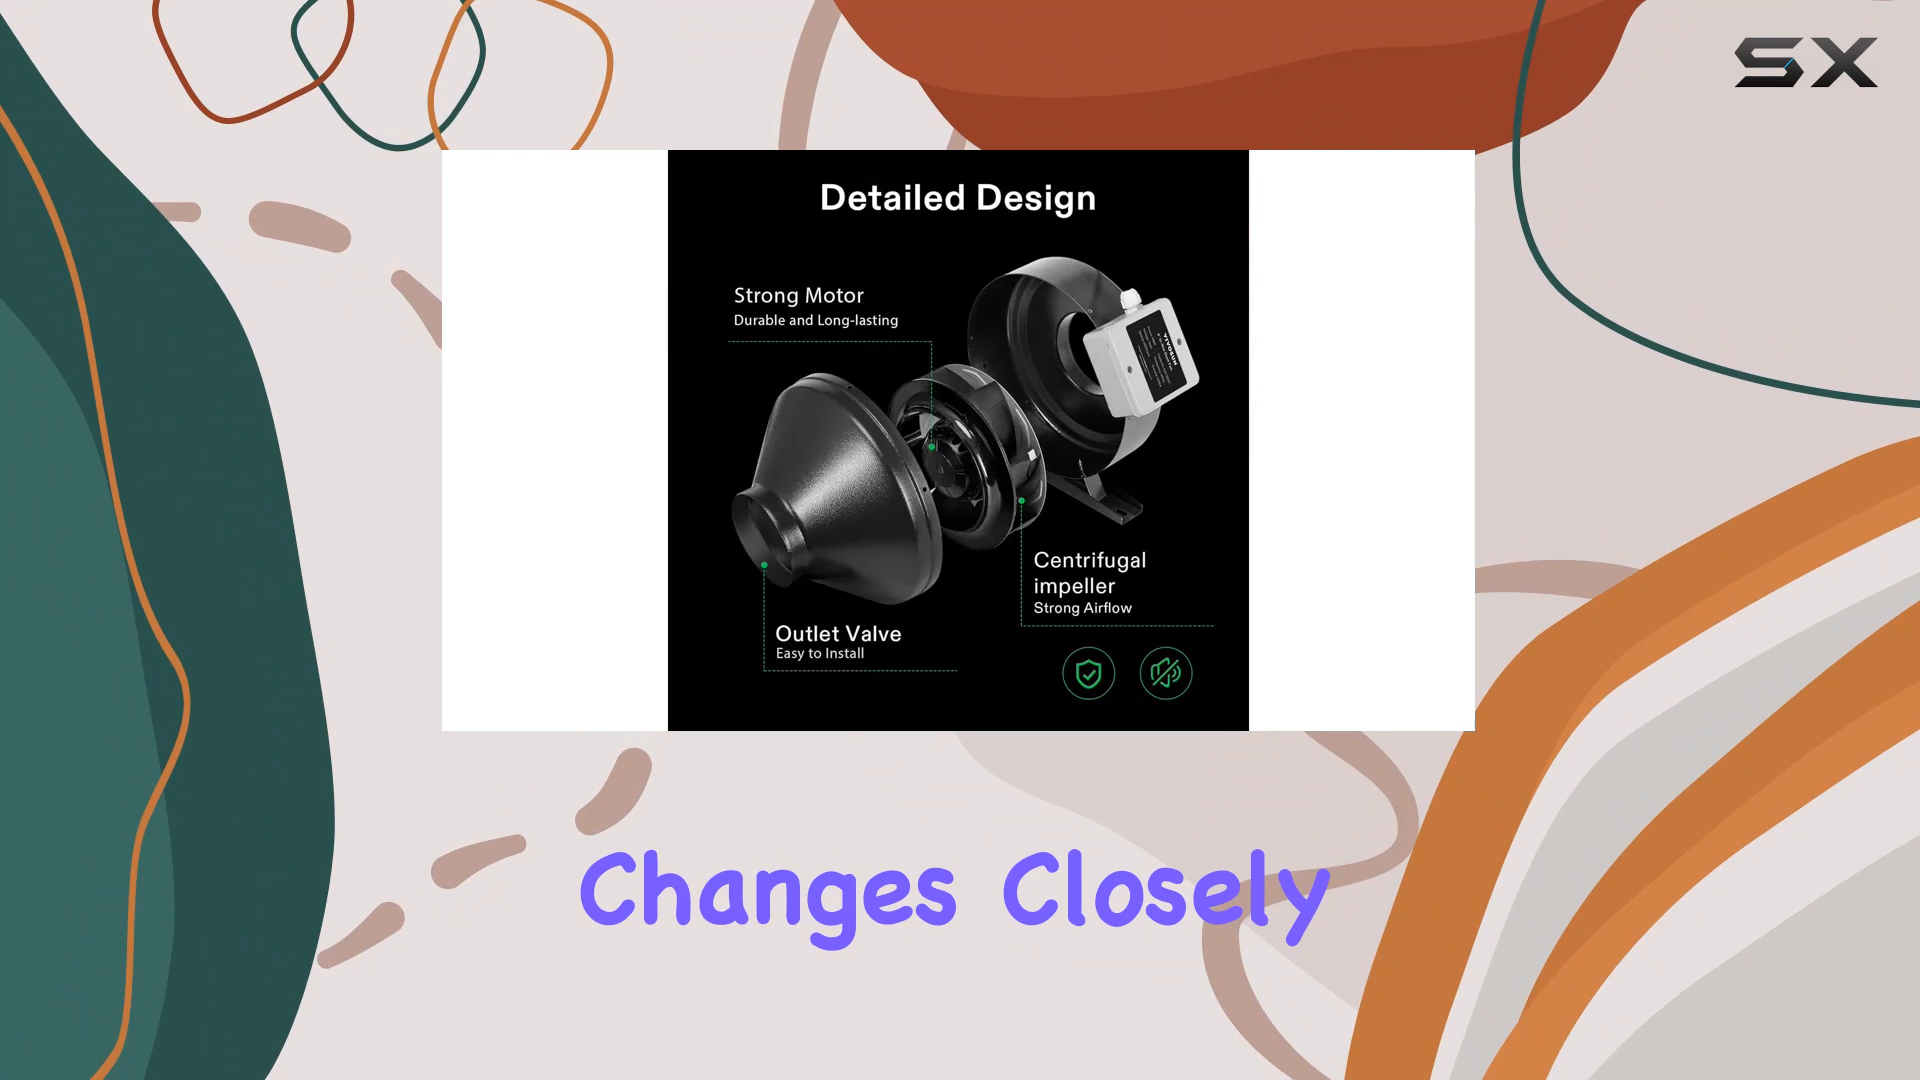 SX
Detailed Design
Strong Motor
Durable and Long-lasting
VIVOSUN
Centrifugal
impeller
Strong Airflow
Outlet Valve
Easy to Install
Changes Closely